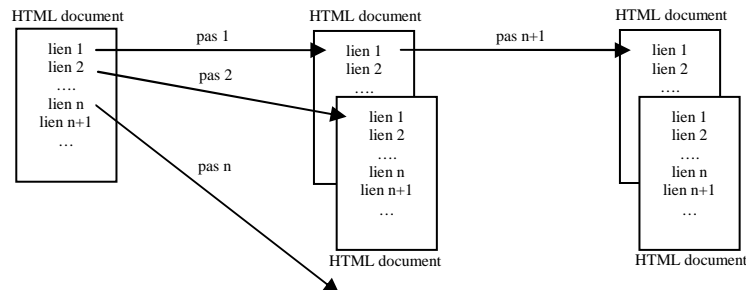 HTML document
lien 1
lien 2
….
lien n
lien n+1
…
pas 1
pas 2
pas n
HTML document
lien 1
lien 2
….
lien 1
lien 2
….
lien n
lien n+1
…
HTML document
pas n+1
HTML document
lien 1
lien 2
….
lien 1
lien 2
….
lien n
lien n+1
…
HTML document